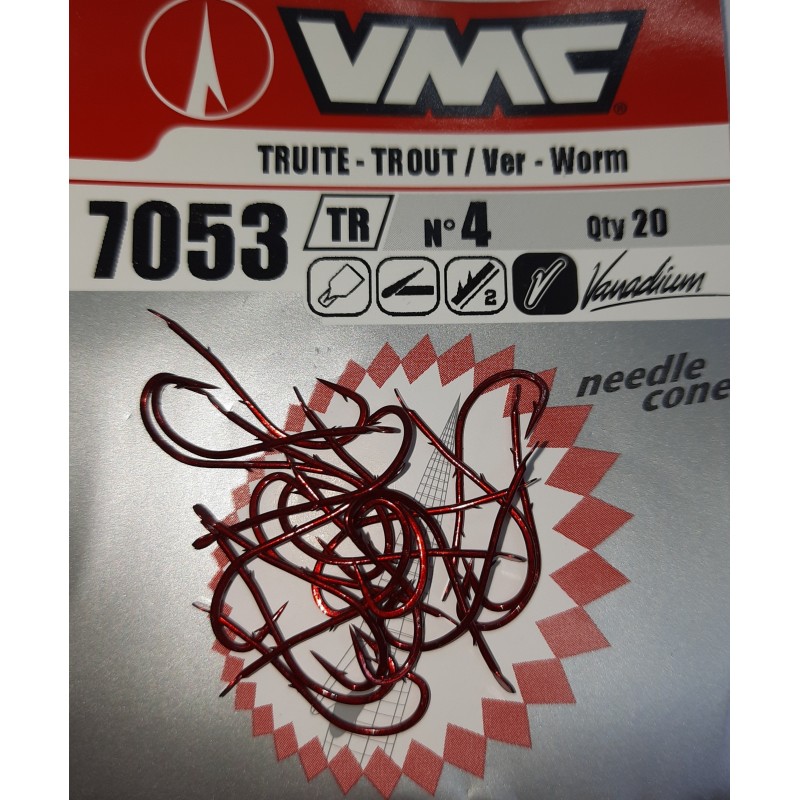 VMC®
TRUITE - TROUT / Ver - Worm
7053 TR N° 4 Qty 20
2 Vanadium
needle
cone